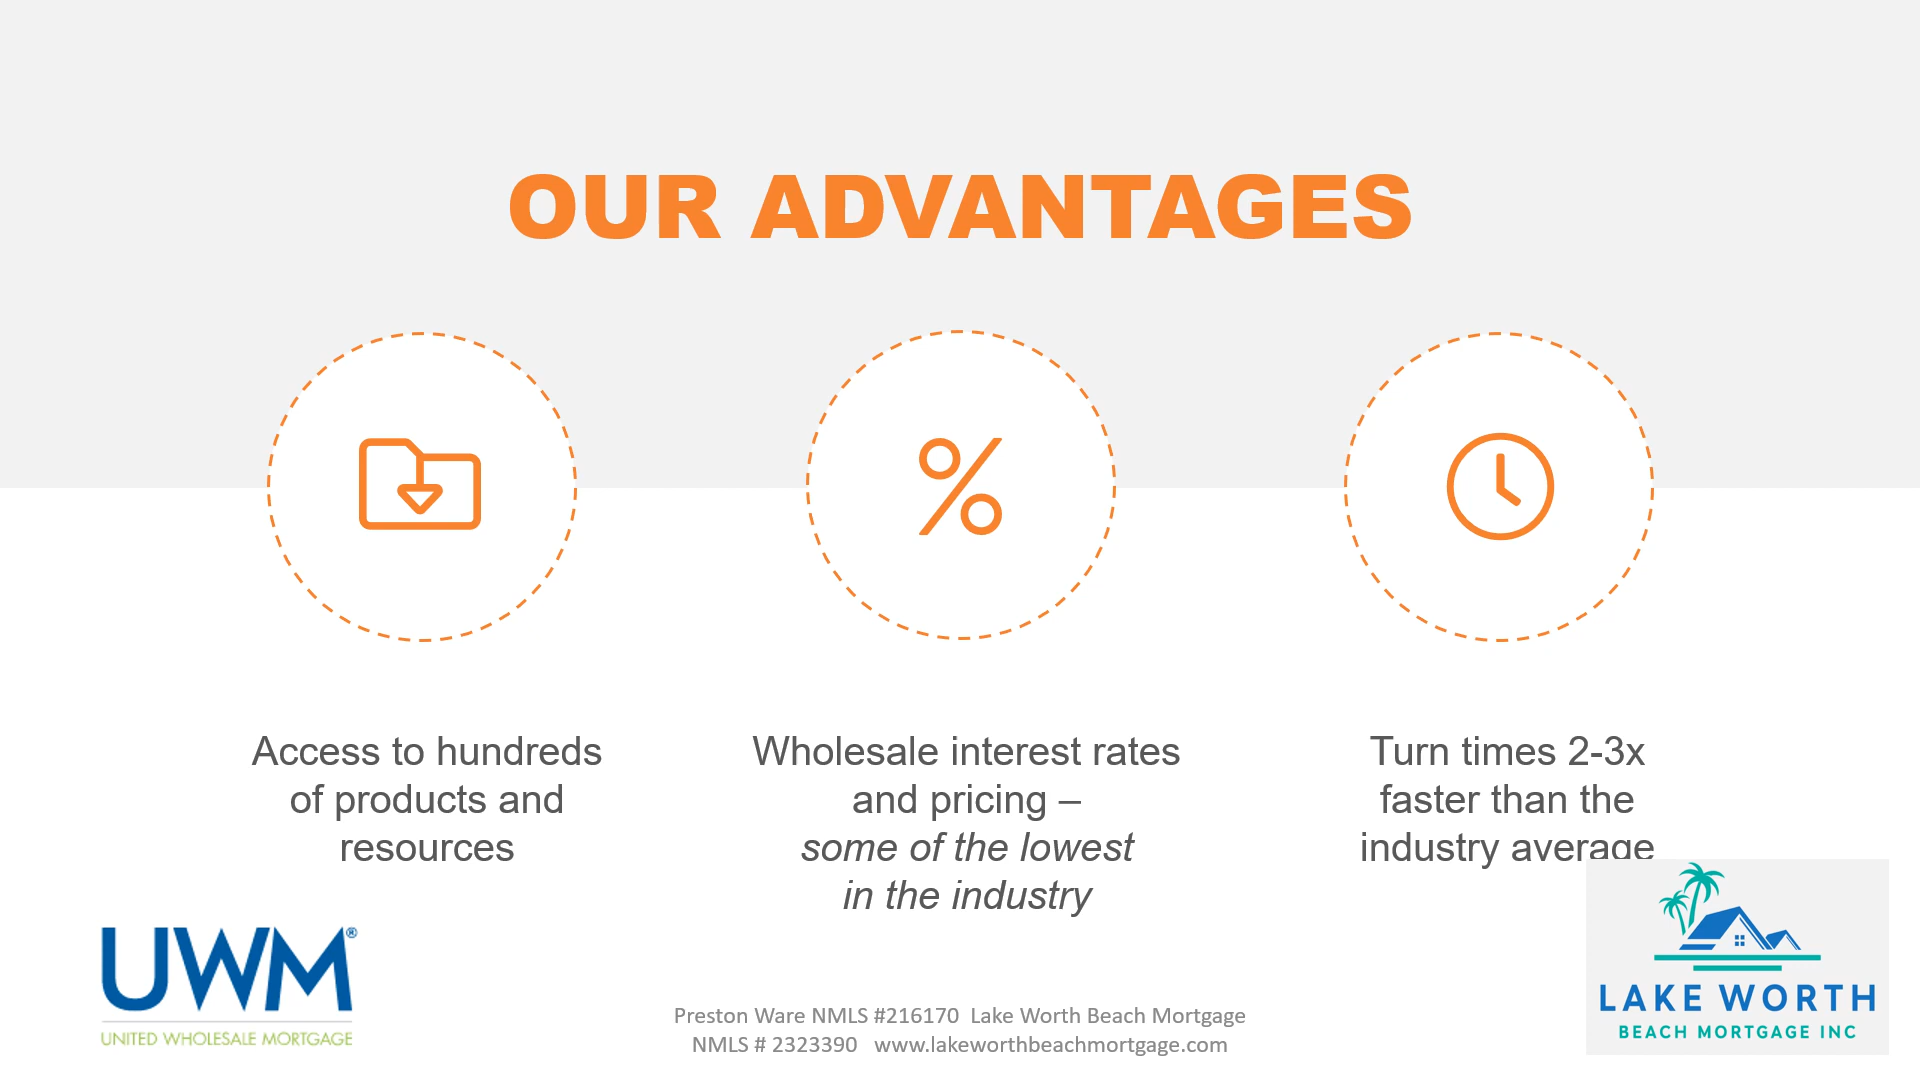 OUR ADVANTAGES
%
Access to hundreds
of products and
resources
Wholesale interest rates
and pricing –
some of the lowest
in the industry
Turn times 2-3x
faster than the
industry average
UWM®
UNITED WHOLESALE MORTGAGE
Preston Ware NMLS #216170  Lake Worth Beach Mortgage
NMLS # 2323390   www.lakeworthbeachmortgage.com
LAKE WORTH
BEACH MORTGAGE INC